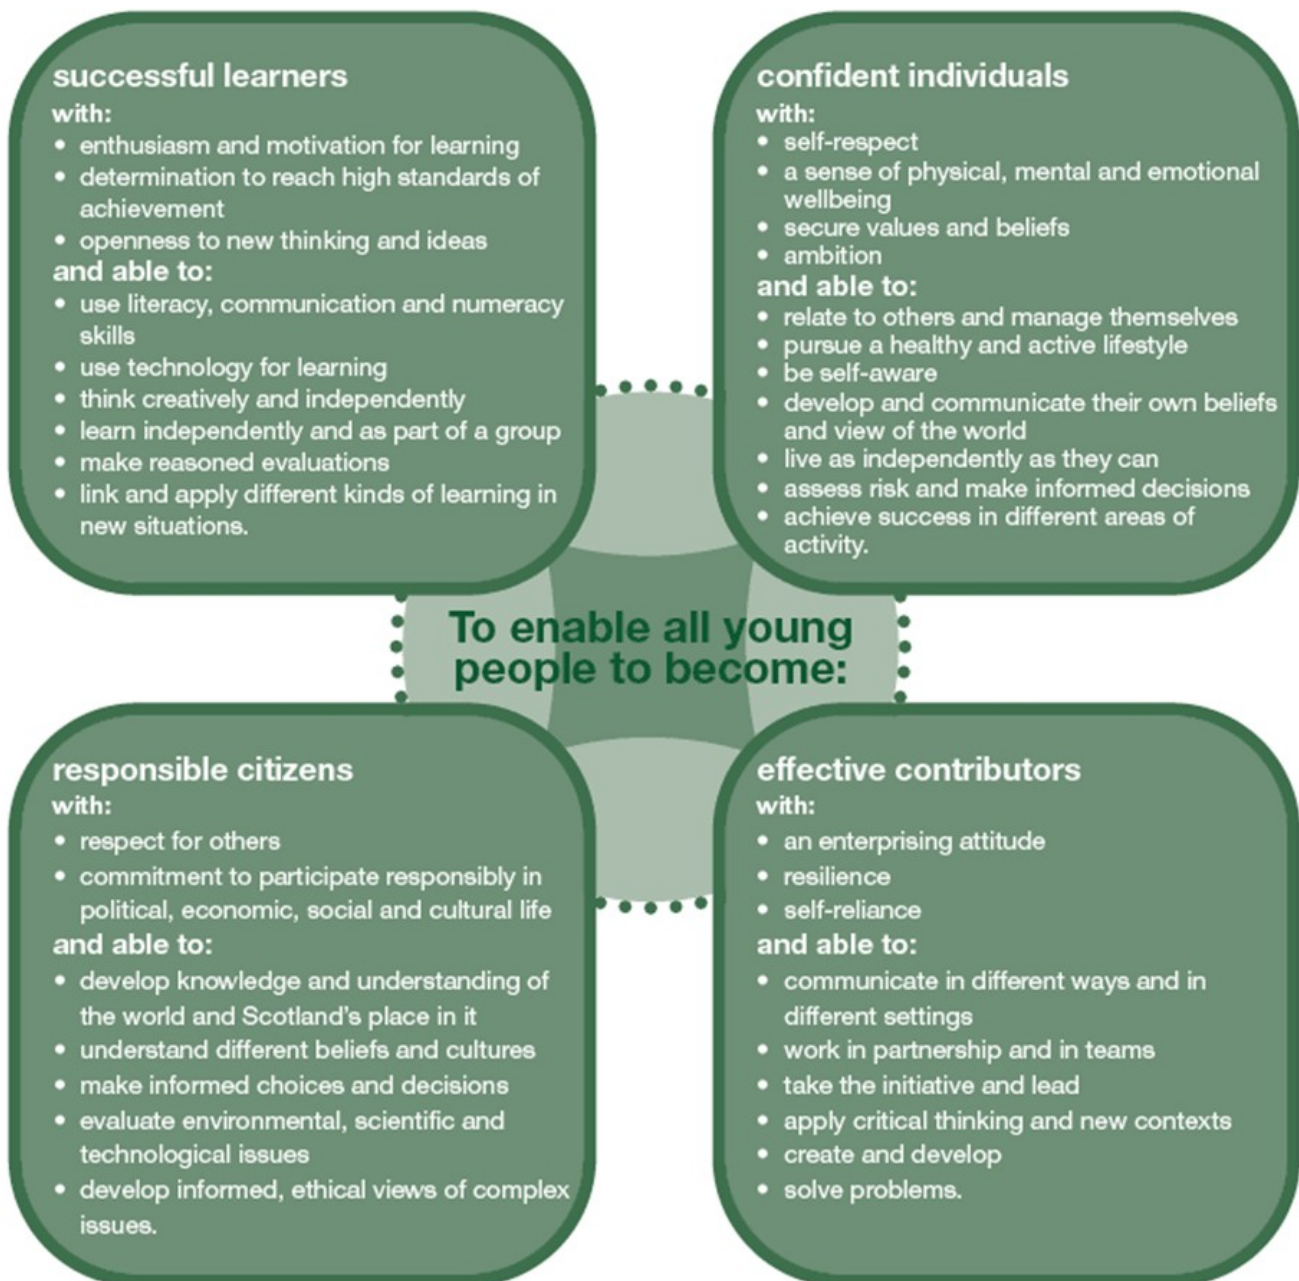 successful learners
with:
• enthusiasm and motivation for learning
• determination to reach high standards of
achievement
• openness to new thinking and ideas
and able to:
• use literacy, communication and numeracy
skills
• use technology for learning
• think creatively and independently
• learn independently and as part of a group
• make reasoned evaluations
• link and apply different kinds of learning in
new situations.
confident individuals
with:
• self-respect
• a sense of physical, mental and emotional
wellbeing
• secure values and beliefs
• ambition
and able to:
• relate to others and manage themselves
• pursue a healthy and active lifestyle
• be self-aware
• develop and communicate their own beliefs
and view of the world
• live as independently as they can
• assess risk and make informed decisions
• achieve success in different areas of
activity.
To enable all young
people to become:
responsible citizens
with:
• respect for others
• commitment to participate responsibly in
political, economic, social and cultural life
and able to:
• develop knowledge and understanding of
the world and Scotland's place in it
• understand different beliefs and cultures
• make informed choices and decisions
• evaluate environmental, scientific and
technological issues
• develop informed, ethical views of complex
issues.
effective contributors
with:
• an enterprising attitude
• resilience
• self-reliance
and able to:
• communicate in different ways and in
different settings
• work in partnership and in teams
• take the initiative and lead
• apply critical thinking and new contexts
• create and develop
• solve problems.